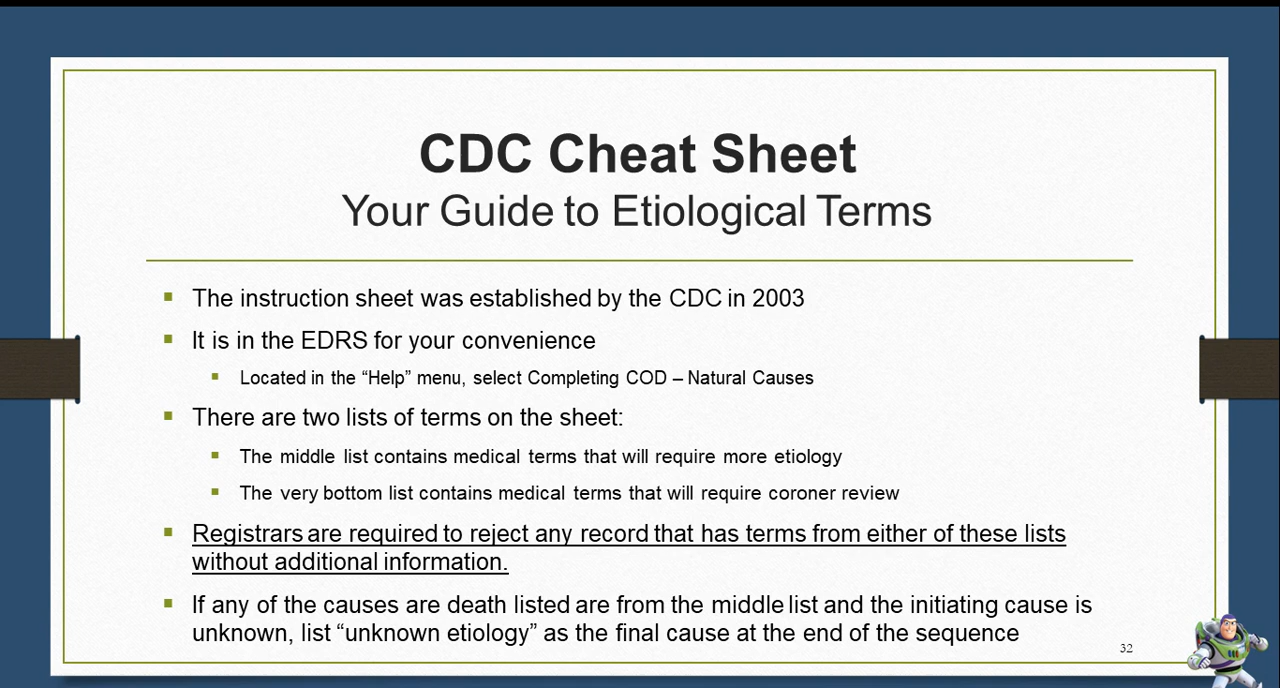 CDC Cheat Sheet
Your Guide to Etiological Terms
The instruction sheet was established by the CDC in 2003
It is in the EDRS for your convenience
Located in the “Help” menu, select Completing COD – Natural Causes
There are two lists of terms on the sheet:
The middle list contains medical terms that will require more etiology
The very bottom list contains medical terms that will require coroner review
Registrars are required to reject any record that has terms from either of these lists
without additional information.
If any of the causes are death listed are from the middle list and the initiating cause is
unknown, list “unknown etiology” as the final cause at the end of the sequence
32